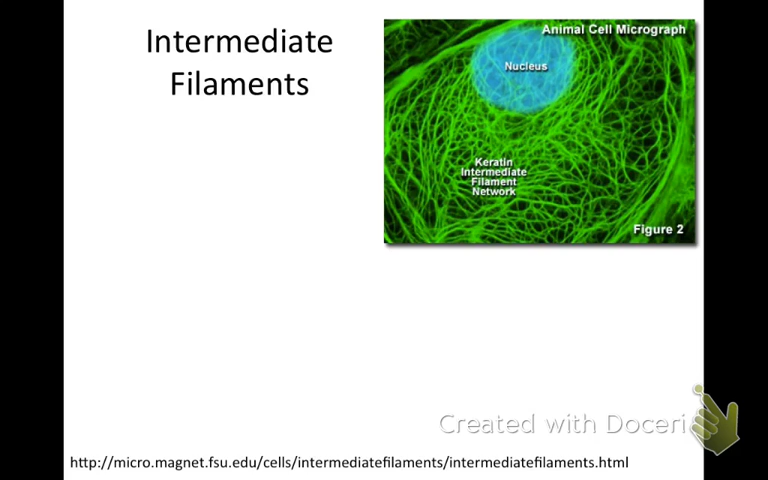 Intermediate
Filaments
Animal Cell Micrograph
Nucleus
Keratin
Intermediate
Filament
Network
Figure 2
Created with Doceri
http://micro.magnet.fsu.edu/cells/intermediatefilaments/intermediatefilaments.html